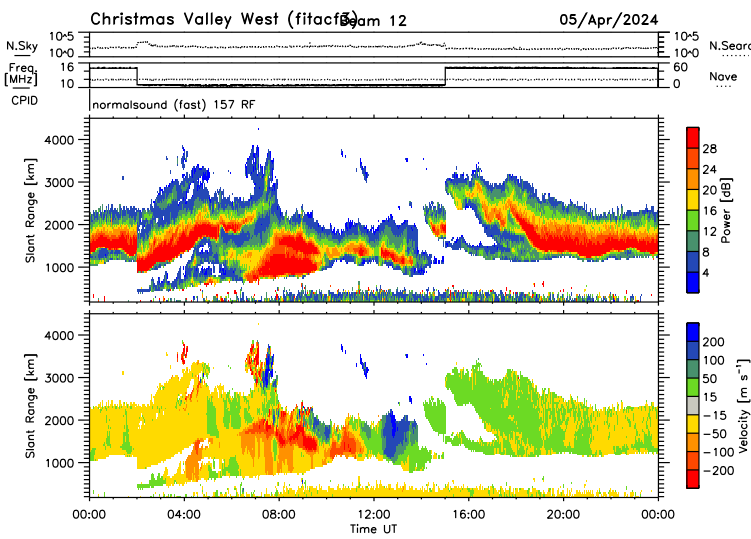 Christmas Valley West (fitacf3) Beam 12 05/Apr/2024
N.Sky 10^5 10^0 10^5 10^0 N.Searc
Freq. [MHz] 16 10 60 0 Nave
CPID normalsound (fast) 157 RF
Slant Range [km] 4000 3000 2000 1000
28 24 20 16 12 8 4 Power [dB]
Slant Range [km] 4000 3000 2000 1000
200 100 50 15 -15 -50 -100 -200 Velocity [m s⁻¹]
00:00 04:00 08:00 12:00 16:00 20:00 00:00
Time UT